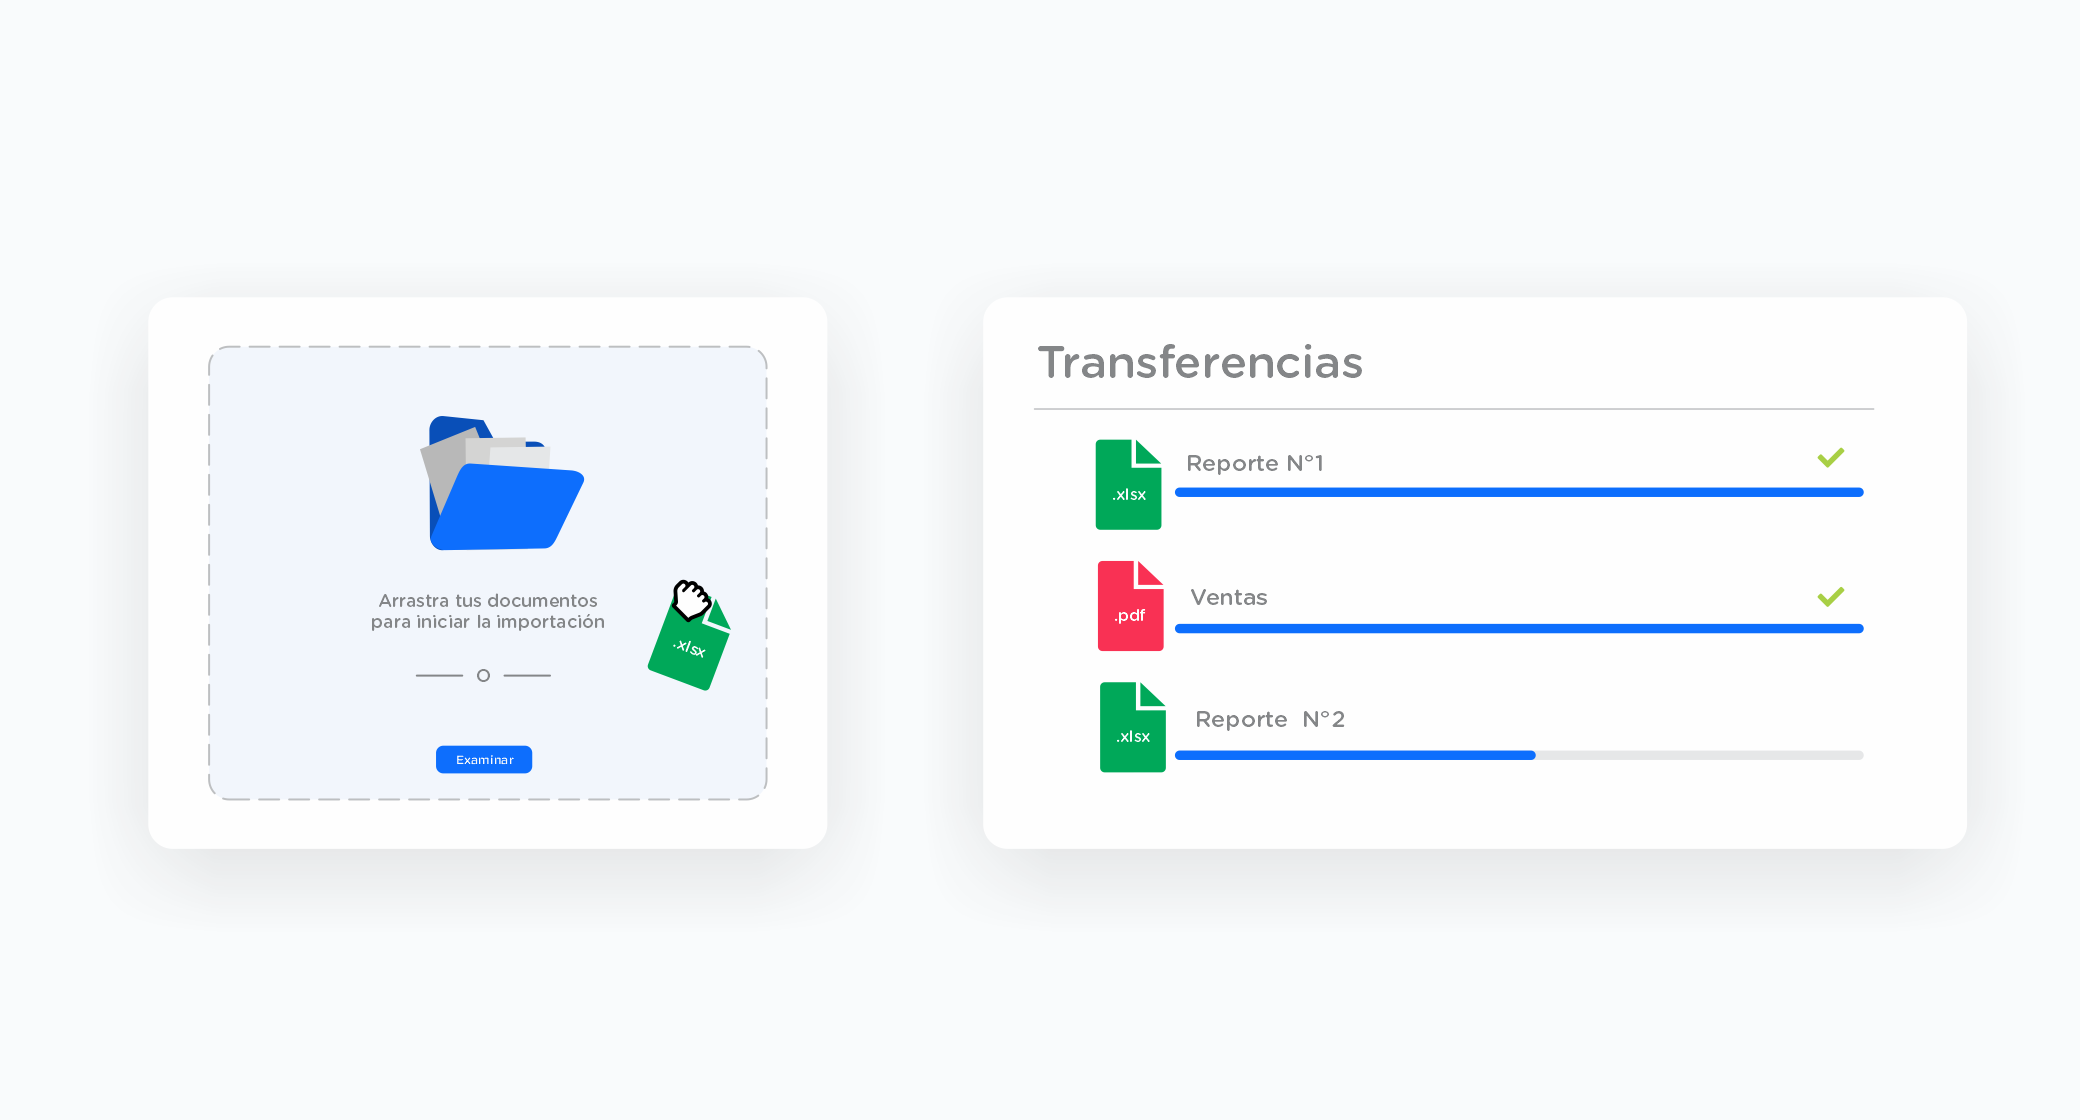 Arrastra tus documentos
para iniciar la importación
.xlsx
Examinar
Transferencias
Reporte N°1
.xlsx
Ventas
.pdf
Reporte N°2
.xlsx